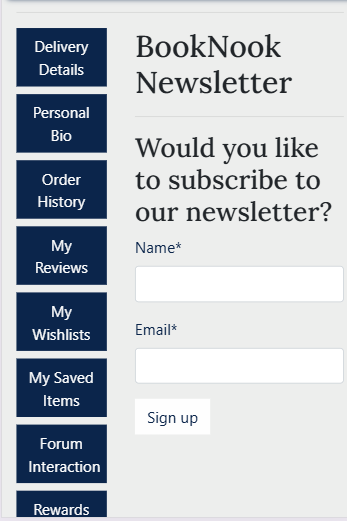 Delivery
Details
Personal
Bio
Order
History
My
Reviews
My
Wishlists
My Saved
Items
Forum
Interaction
Rewards
BookNook
Newsletter
Would you like
to subscribe to
our newsletter?
Name*
Email*
Sign up